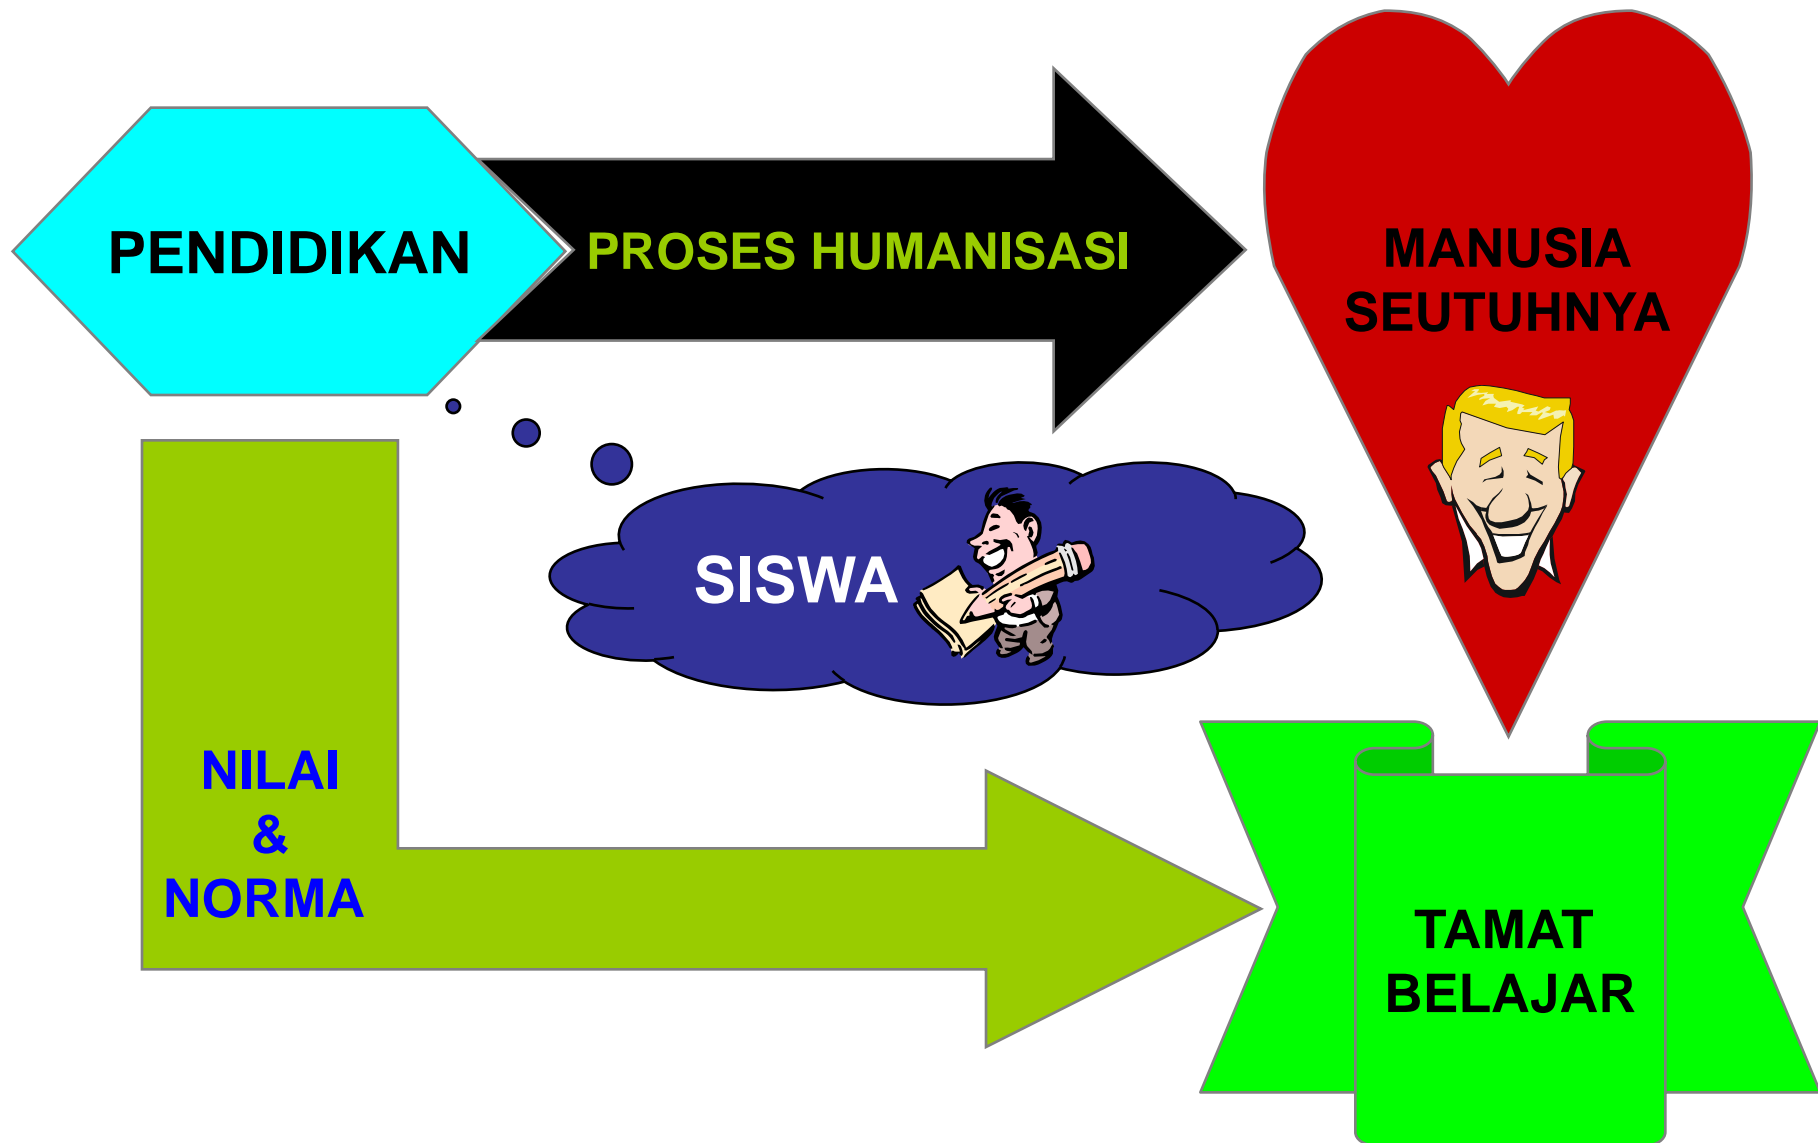 PENDIDIKAN
PROSES HUMANISASI
MANUSIA
SEUTUHNYA
SISWA
NILAI
&
NORMA
TAMAT
BELAJAR